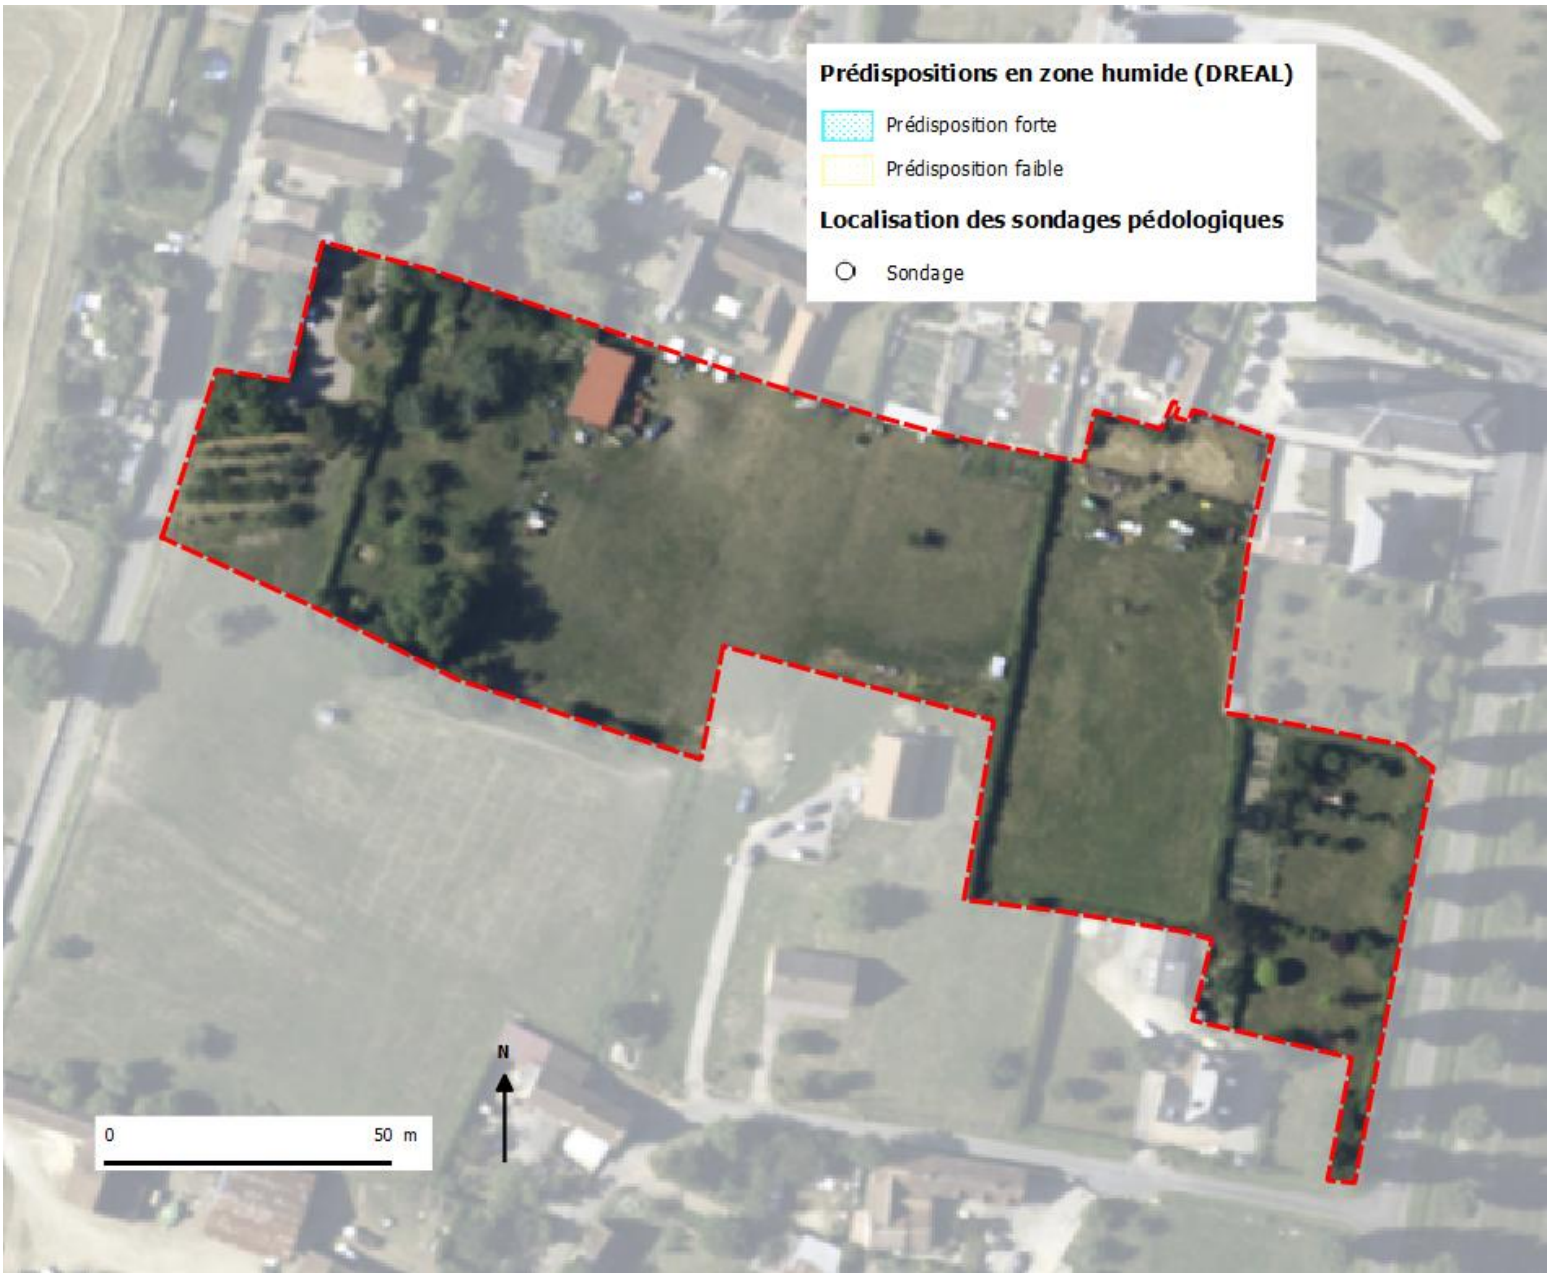 Prédispositions en zone humide (DREAL)
Prédisposition forte
Prédisposition faible
Localisation des sondages pédologiques
Sondage
N
0 50 m